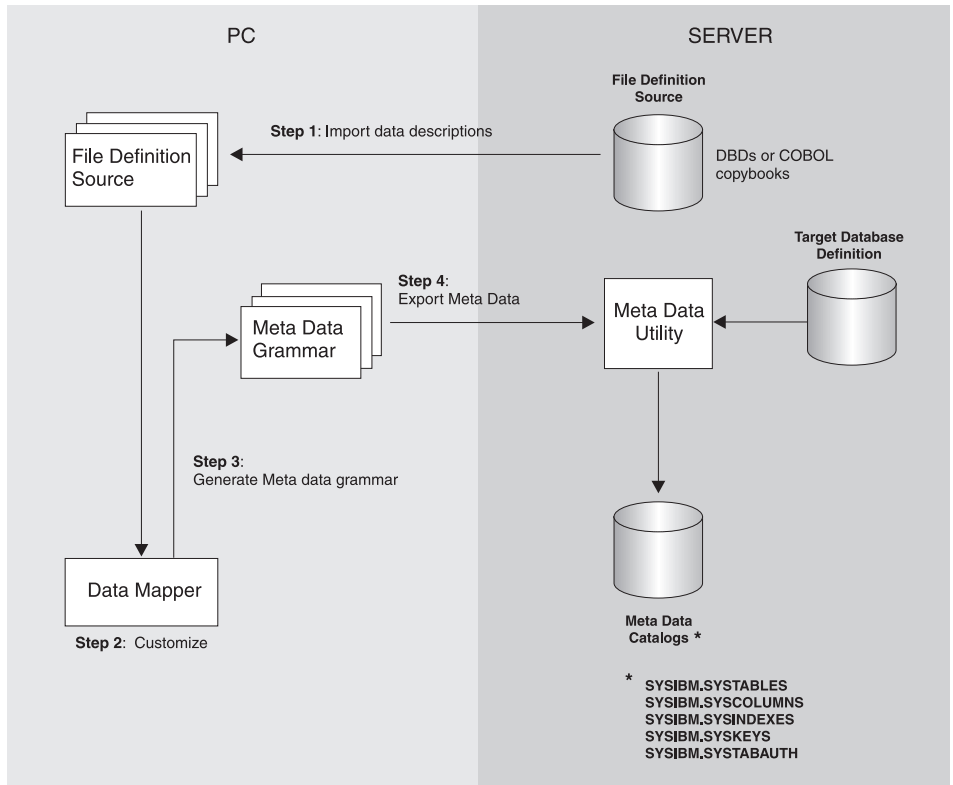 PC
SERVER
File Definition
Source
Step 1: Import data descriptions
File Definition
Source
DBDs or COBOL
copybooks
Target Database
Definition
Step 4:
Export Meta Data
Meta Data
Grammar
Meta Data
Utility
Step 3:
Generate Meta data grammar
Data Mapper
Step 2: Customize
Meta Data
Catalogs *
* SYSIBM.SYSTABLES
SYSIBM.SYSCOLUMNS
SYSIBM.SYSINDEXES
SYSIBM.SYSKEYS
SYSIBM.SYSTABAUTH